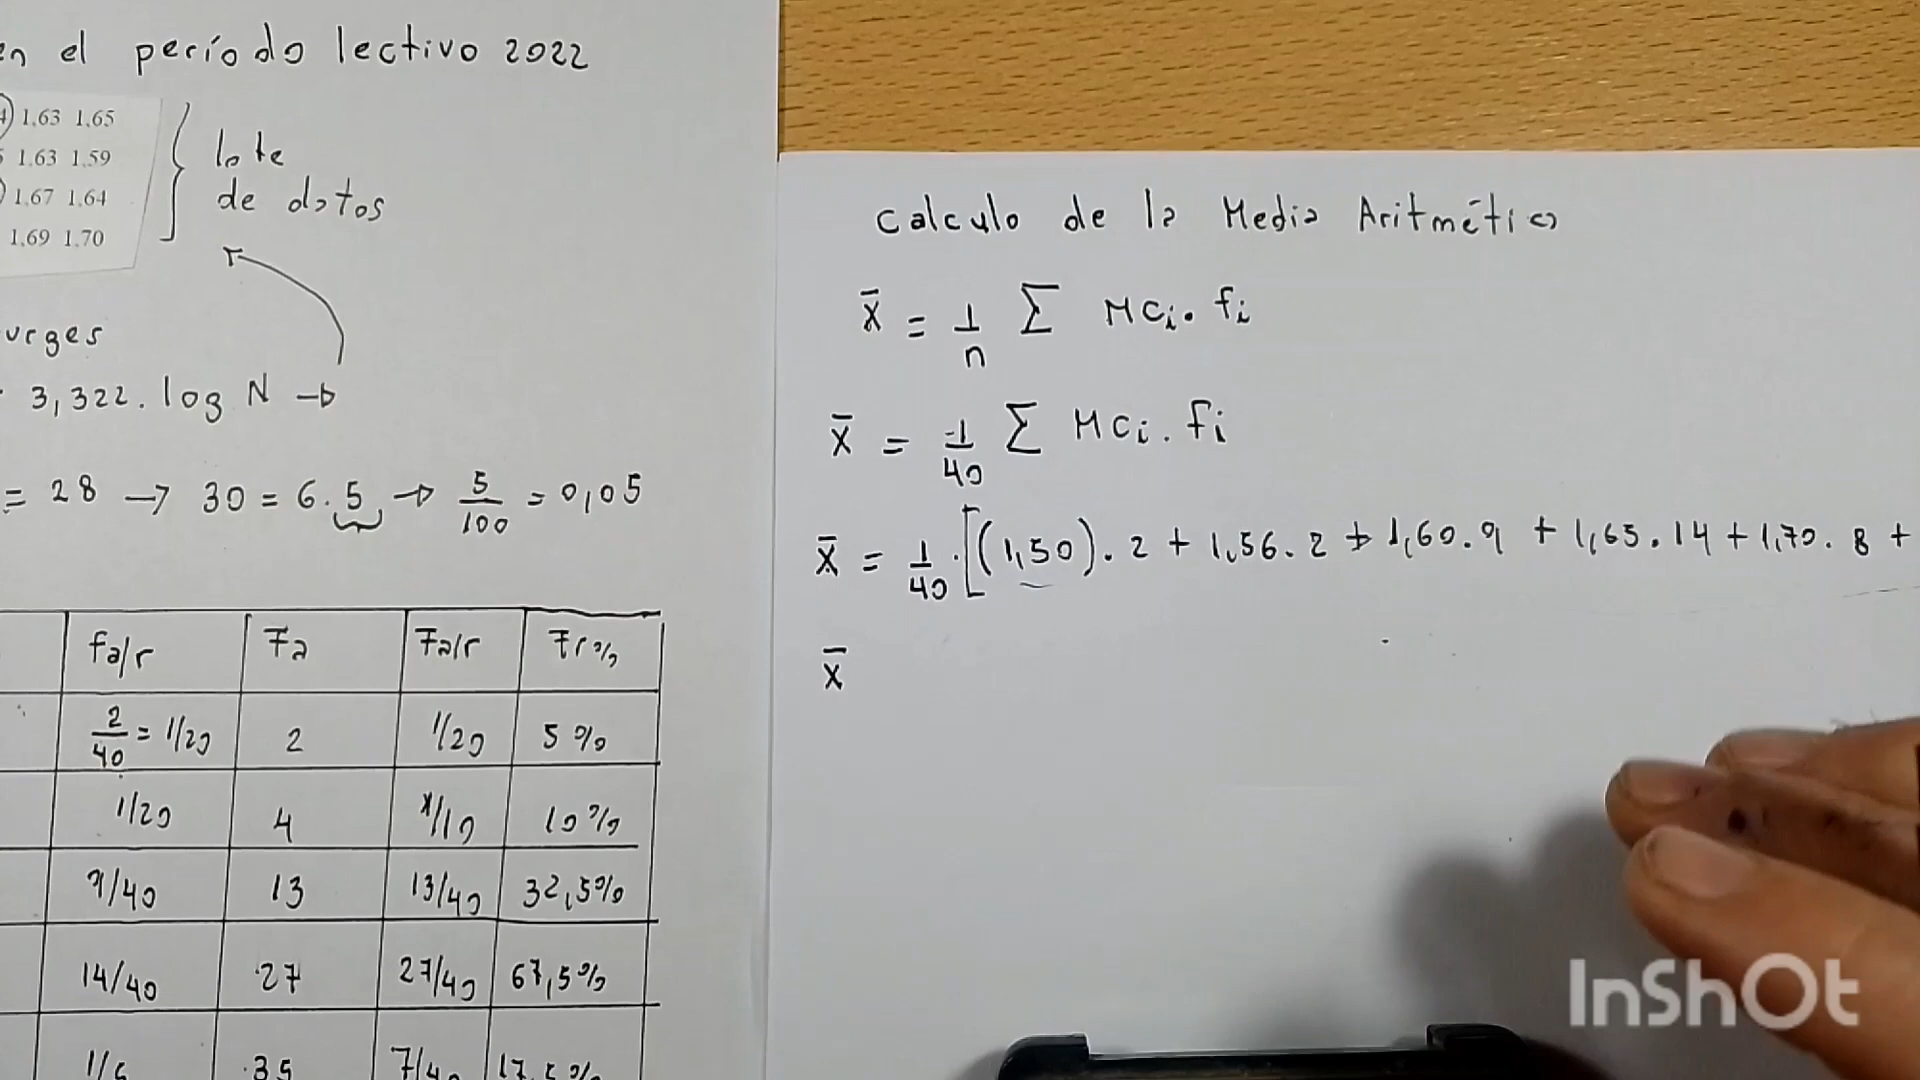 en el período lectivo 2022
1.63 1.65
1.63 1.59
1.67 1.64
1.69 1.70
lote
de datos
urges
3,322. log N →
= 28 → 30 = 6.5 → 5/100 = 0,05
fa/r Fa Fa/r Fr%
2/40 = 1/20 2 1/20 5%
1/20 4 1/10 10%
9/40 13 13/40 32,5%
14/40 27 27/40 67,5%
35
Calculo de la Media Aritmética
x̄ = 1/n Σ MCi. fi
x̄ = 1/40 Σ MCi. fi
x̄ = 1/40 . [(1,50). 2 + 1,56. 2 + 1,60. 9 + 1,65. 14 + 1,70. 8 +
x̄
InShOt